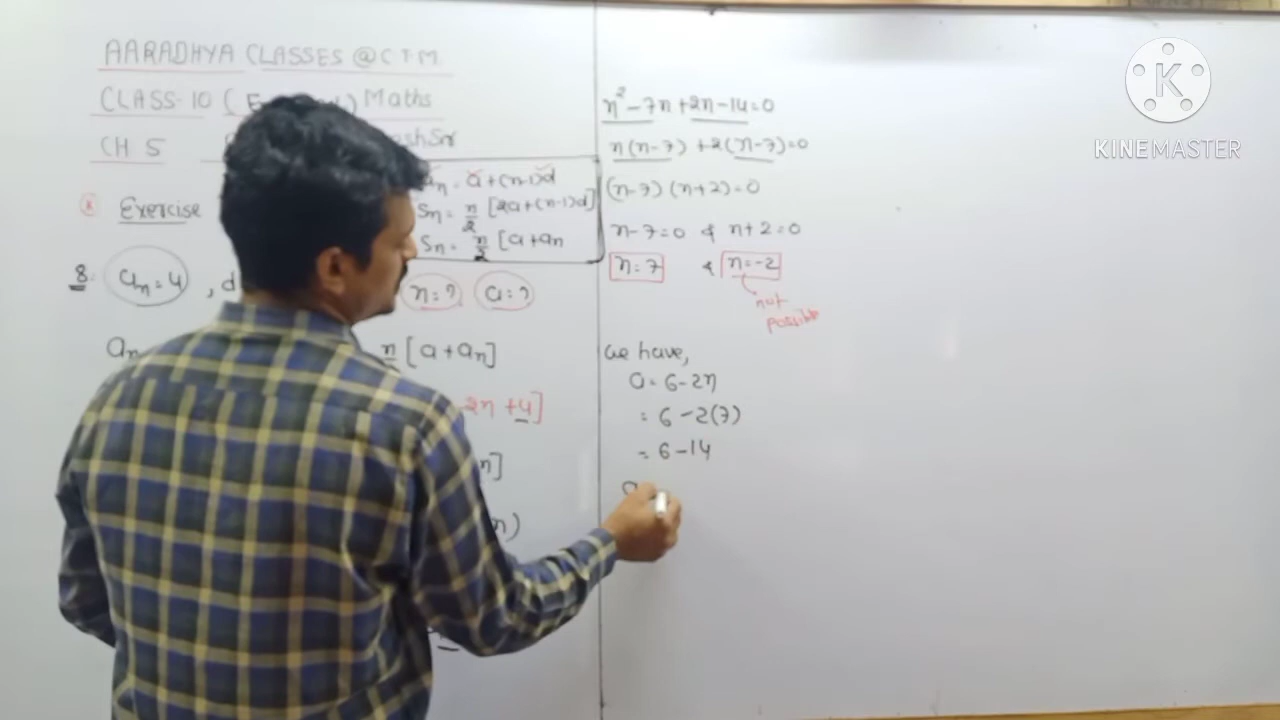 AARADHYA CLASSES @ C.T.M.
CLASS-10 ( Maths
CH 5
Exercise
an = a + (n-1)d
Sn = n/2 [2a+(n-1)d]
Sn = n/2 [a+an
8. an = 4 , d n = ? a = ?
an n [a+an]
2n + 4]
n]
n)
n² - 7n + 2n - 14 = 0
n(n-7) + 2(n-7) = 0
(n-7) (n+2) = 0
n-7=0 & n+2=0
n=7 & n=-2
not
possible
we have,
a = 6-2n
= 6-2(7)
= 6-14
a
K
KINEMASTER